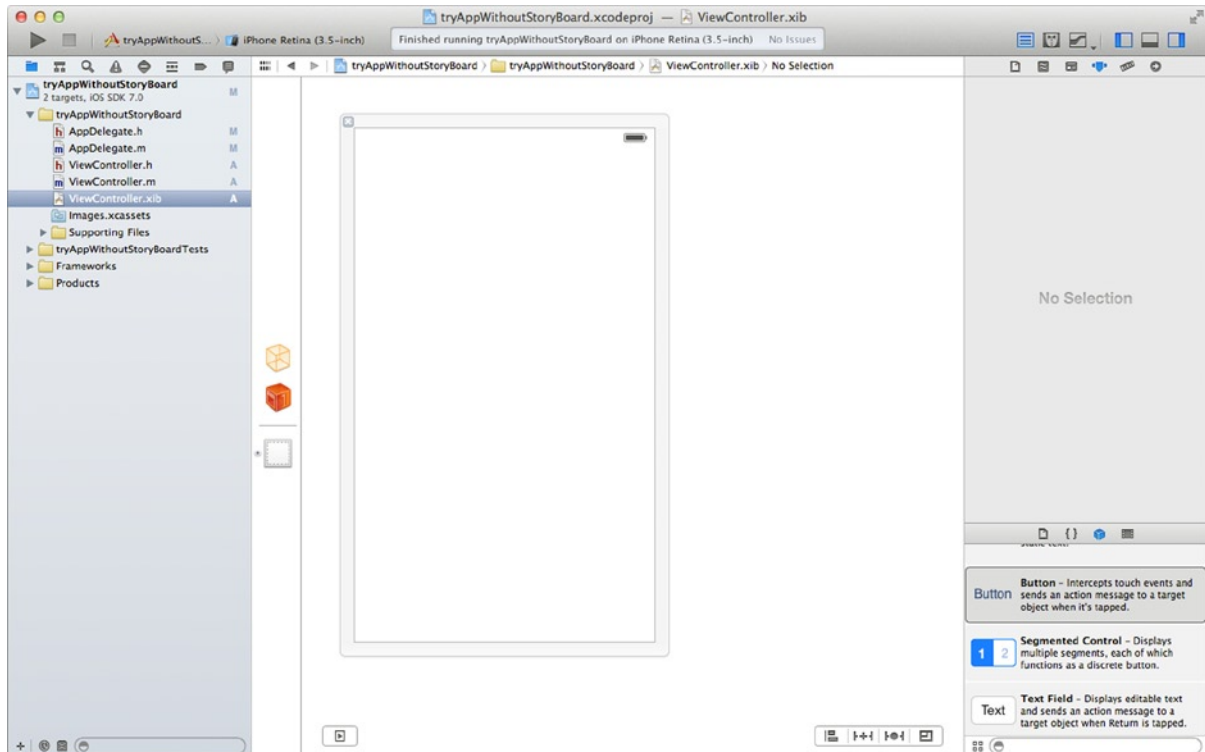 tryAppWithoutStoryBoard.xcodeproj — ViewController.xib
tryAppWithoutS... iPhone Retina (3.5-inch)
Finished running tryAppWithoutStoryBoard on iPhone Retina (3.5-inch) No Issues
tryAppWithoutStoryBoard tryAppWithoutStoryBoard ViewController.xib No Selection
tryAppWithoutStoryBoard
2 targets, iOS SDK 7.0 M
tryAppWithoutStoryBoard
h AppDelegate.h M
m AppDelegate.m M
h ViewController.h A
m ViewController.m A
ViewController.xib A
Images.xcassets
Supporting Files
tryAppWithoutStoryBoardTests
Frameworks
Products
No Selection
{}
static text.
Button
Button – Intercepts touch events and
sends an action message to a target
object when it's tapped.
1 2
Segmented Control – Displays
multiple segments, each of which
functions as a discrete button.
Text
Text Field – Displays editable text
and sends an action message to a
target object when Return is tapped.